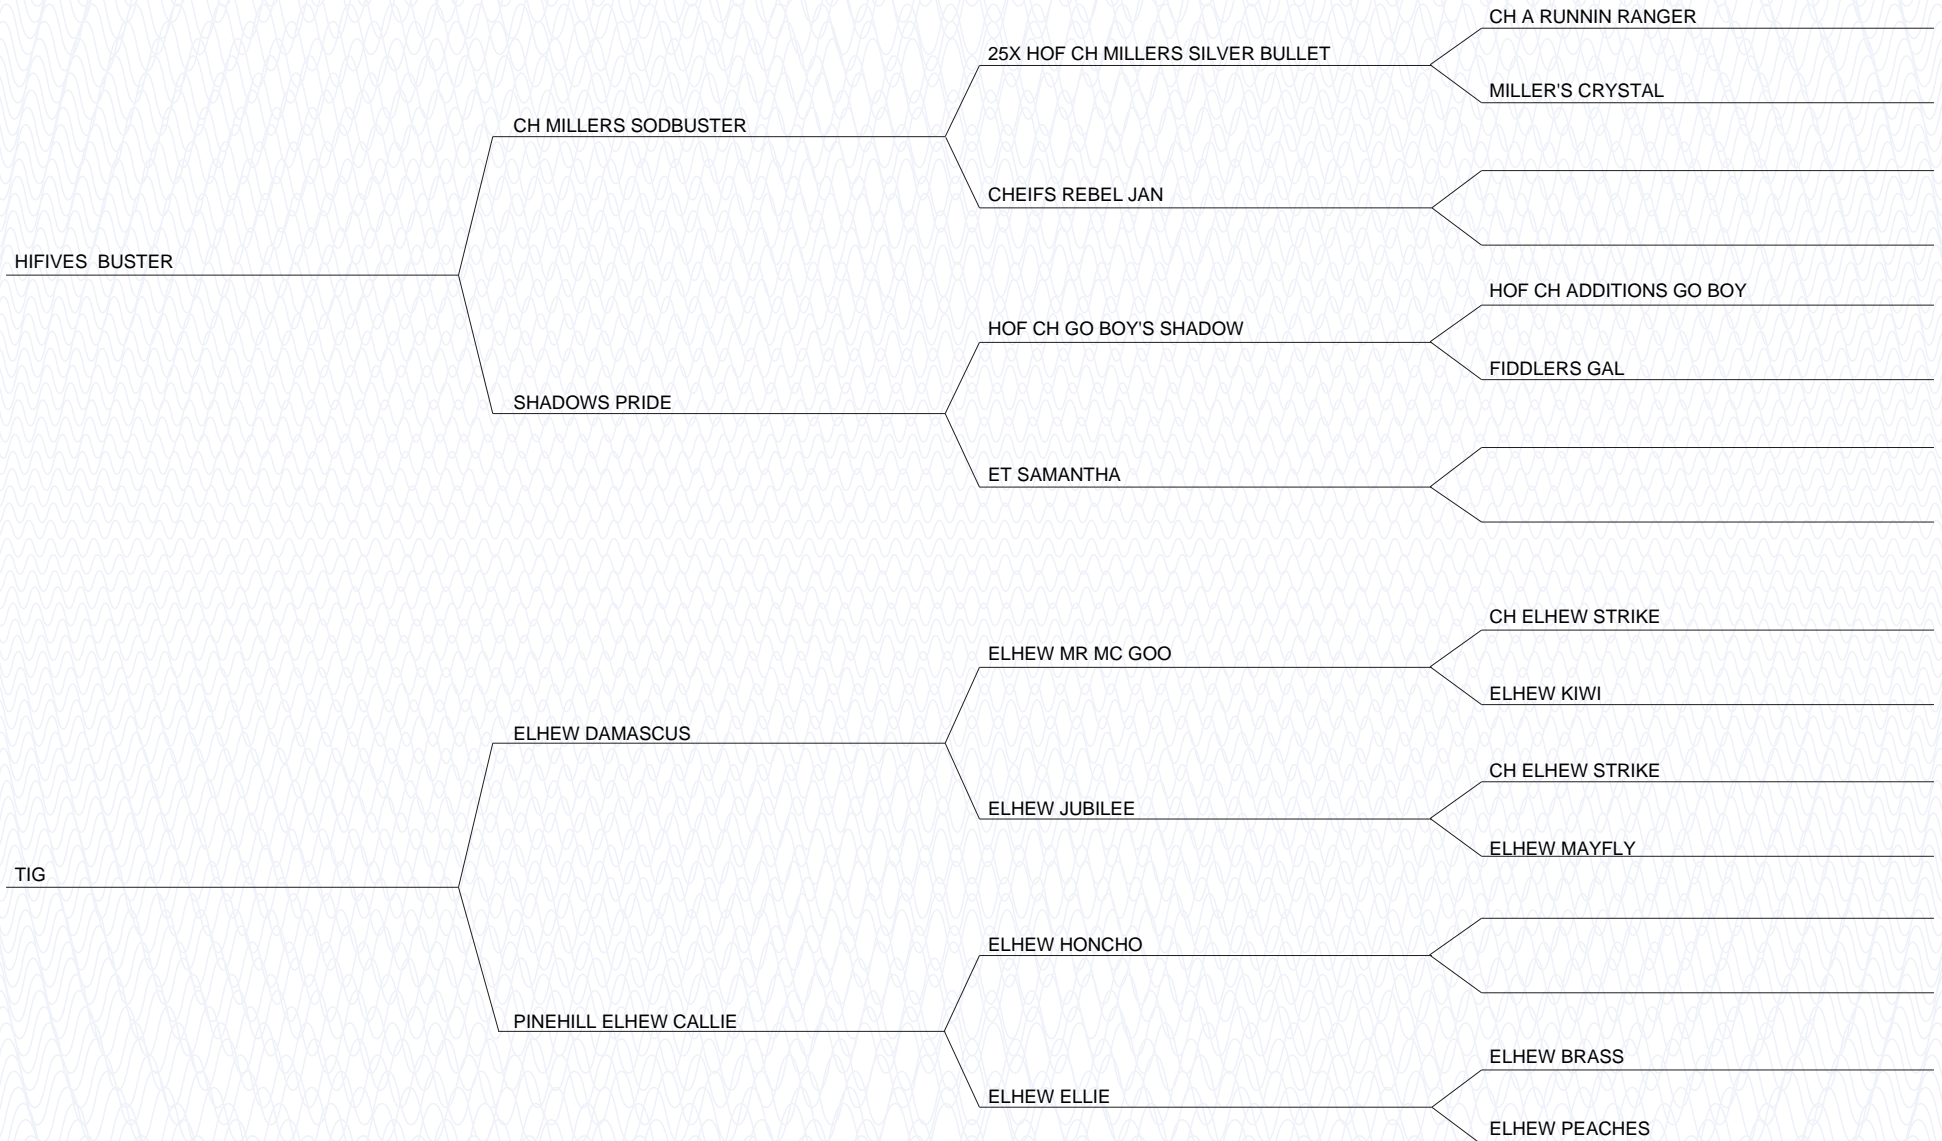 CH A RUNNIN RANGER
25X HOF CH MILLERS SILVER BULLET
MILLER'S CRYSTAL
CH MILLERS SODBUSTER
CHEIFS REBEL JAN
HIFIVES  BUSTER
HOF CH ADDITIONS GO BOY
HOF CH GO BOY'S SHADOW
FIDDLERS GAL
SHADOWS PRIDE
ET SAMANTHA
CH ELHEW STRIKE
ELHEW MR MC GOO
ELHEW KIWI
ELHEW DAMASCUS
CH ELHEW STRIKE
ELHEW JUBILEE
ELHEW MAYFLY
TIG
ELHEW HONCHO
PINEHILL ELHEW CALLIE
ELHEW BRASS
ELHEW ELLIE
ELHEW PEACHES